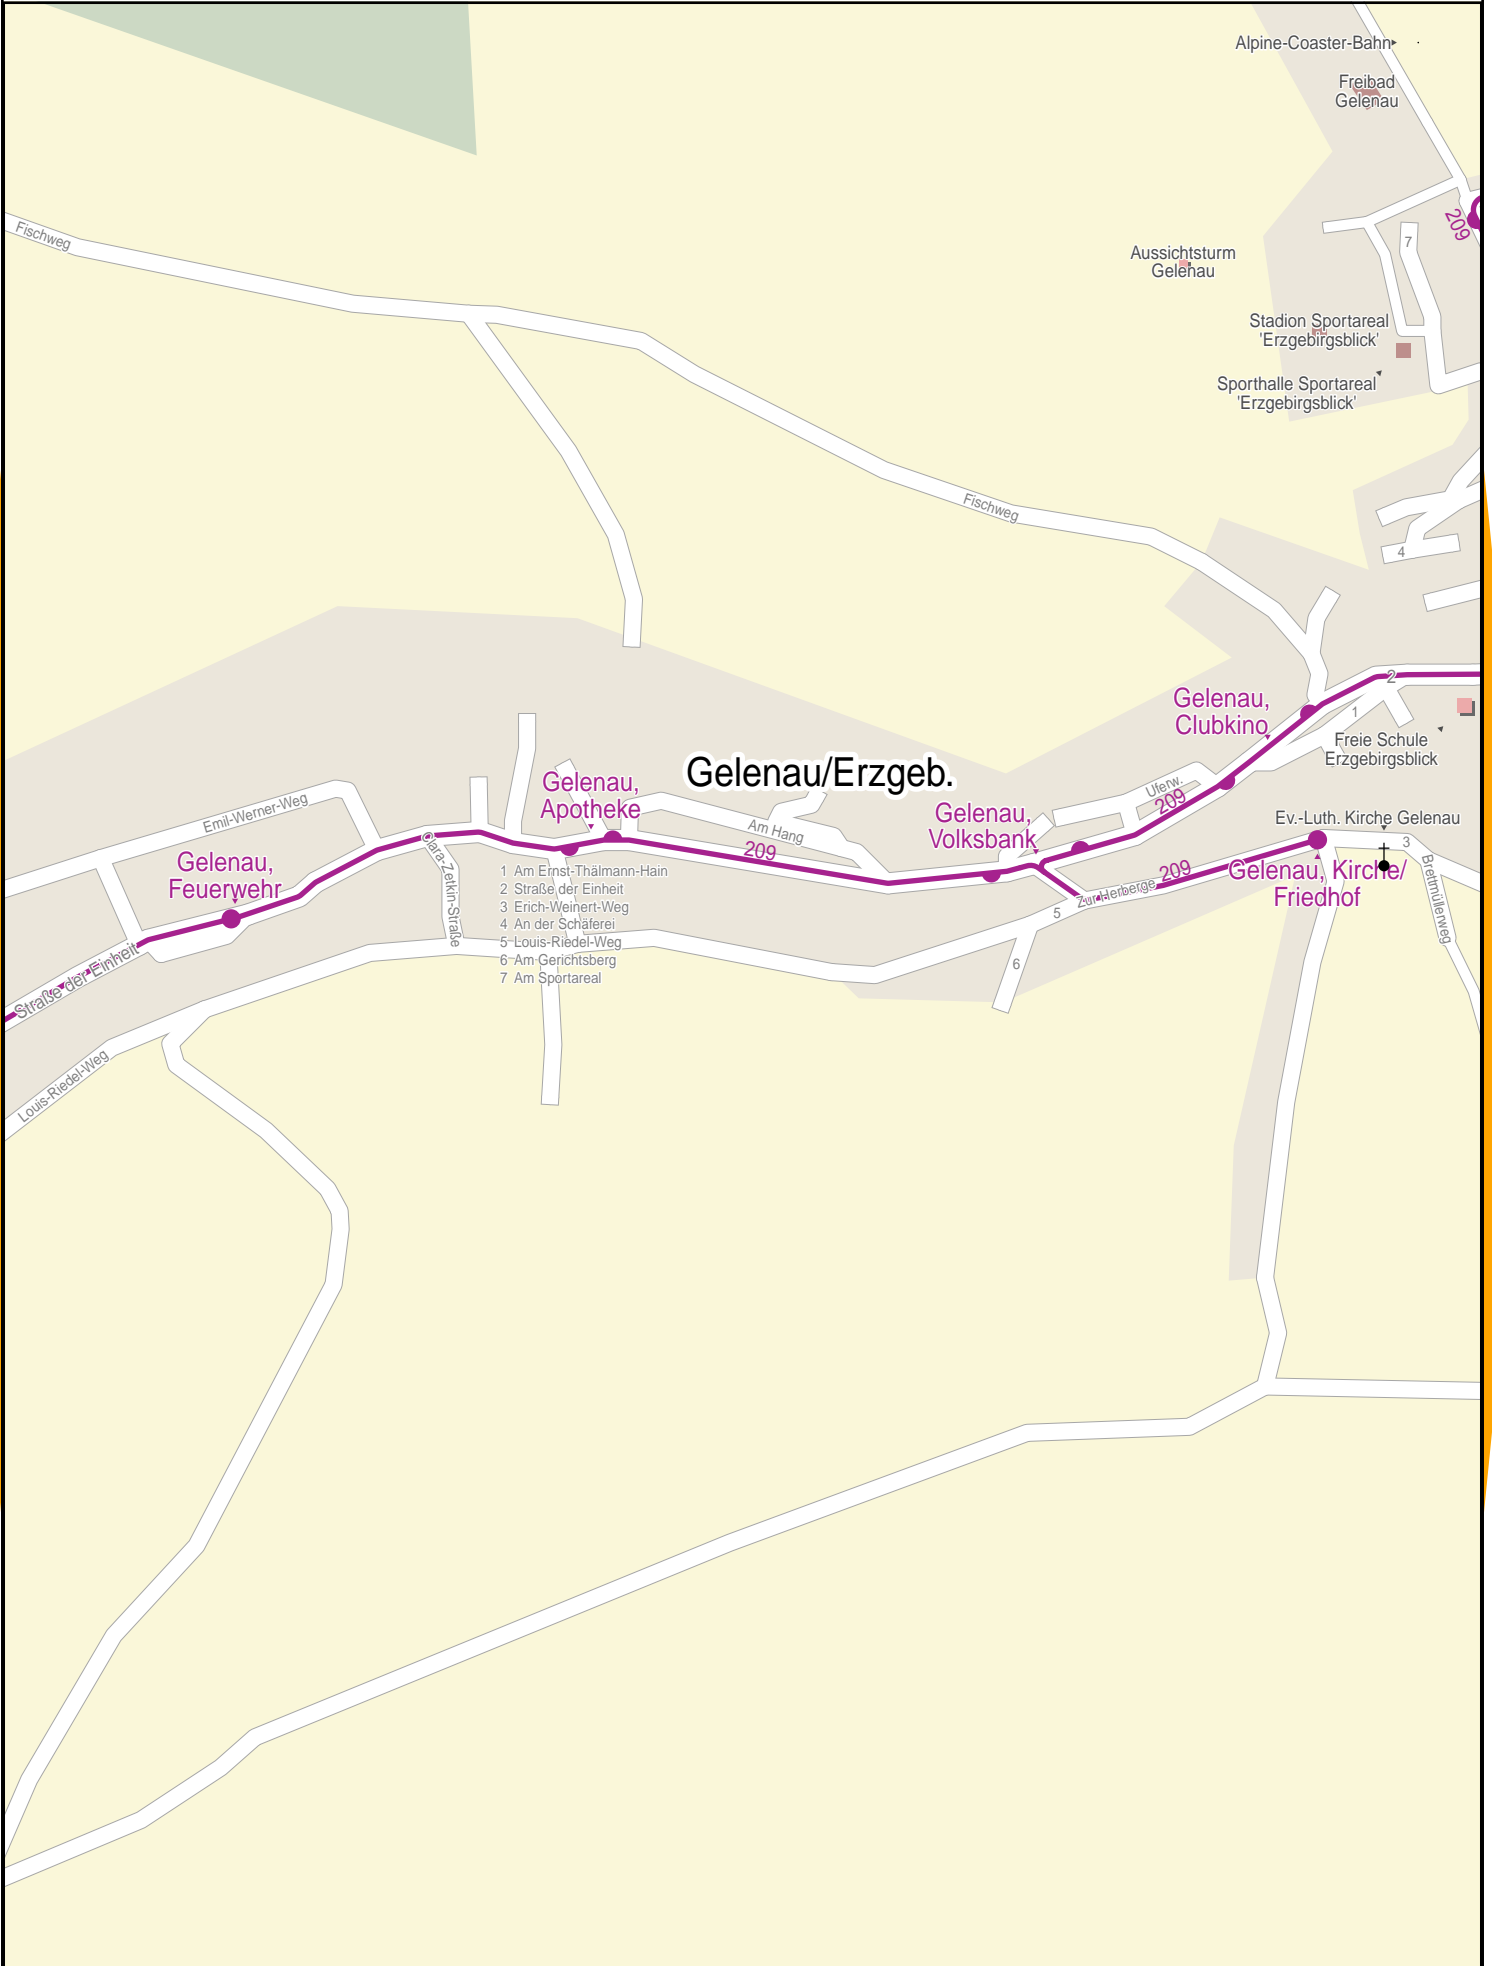 Alpine-Coaster-Bahn
Freibad
Gelenau
Fischweg
209
7
Aussichtsturm
Gelenau
Stadion Sportareal
'Erzgebirgsblick'
Sporthalle Sportareal
'Erzgebirgsblick'
Fischweg
4
2
Gelenau,
Clubkino
1
Freie Schule
Erzgebirgsblick
Gelenau/Erzgeb.
Gelenau,
Apotheke
Uferw.
209
Emil-Werner-Weg
Gelenau,
Volksbank
Am Hang
Ev.-Luth. Kirche Gelenau
3
Clara-Zetkin-Straße
209
Gelenau,
Feuerwehr
209
Gelenau, Kirche/
Friedhof
Zur Herberge
Brettmüllerweg
5
1 Am Ernst-Thälmann-Hain
2 Straße der Einheit
3 Erich-Weinert-Weg
4 An der Schäferei
5 Louis-Riedel-Weg
6 Am Gerichtsberg
7 Am Sportareal
6
Straße der Einheit
Louis-Riedel-Weg